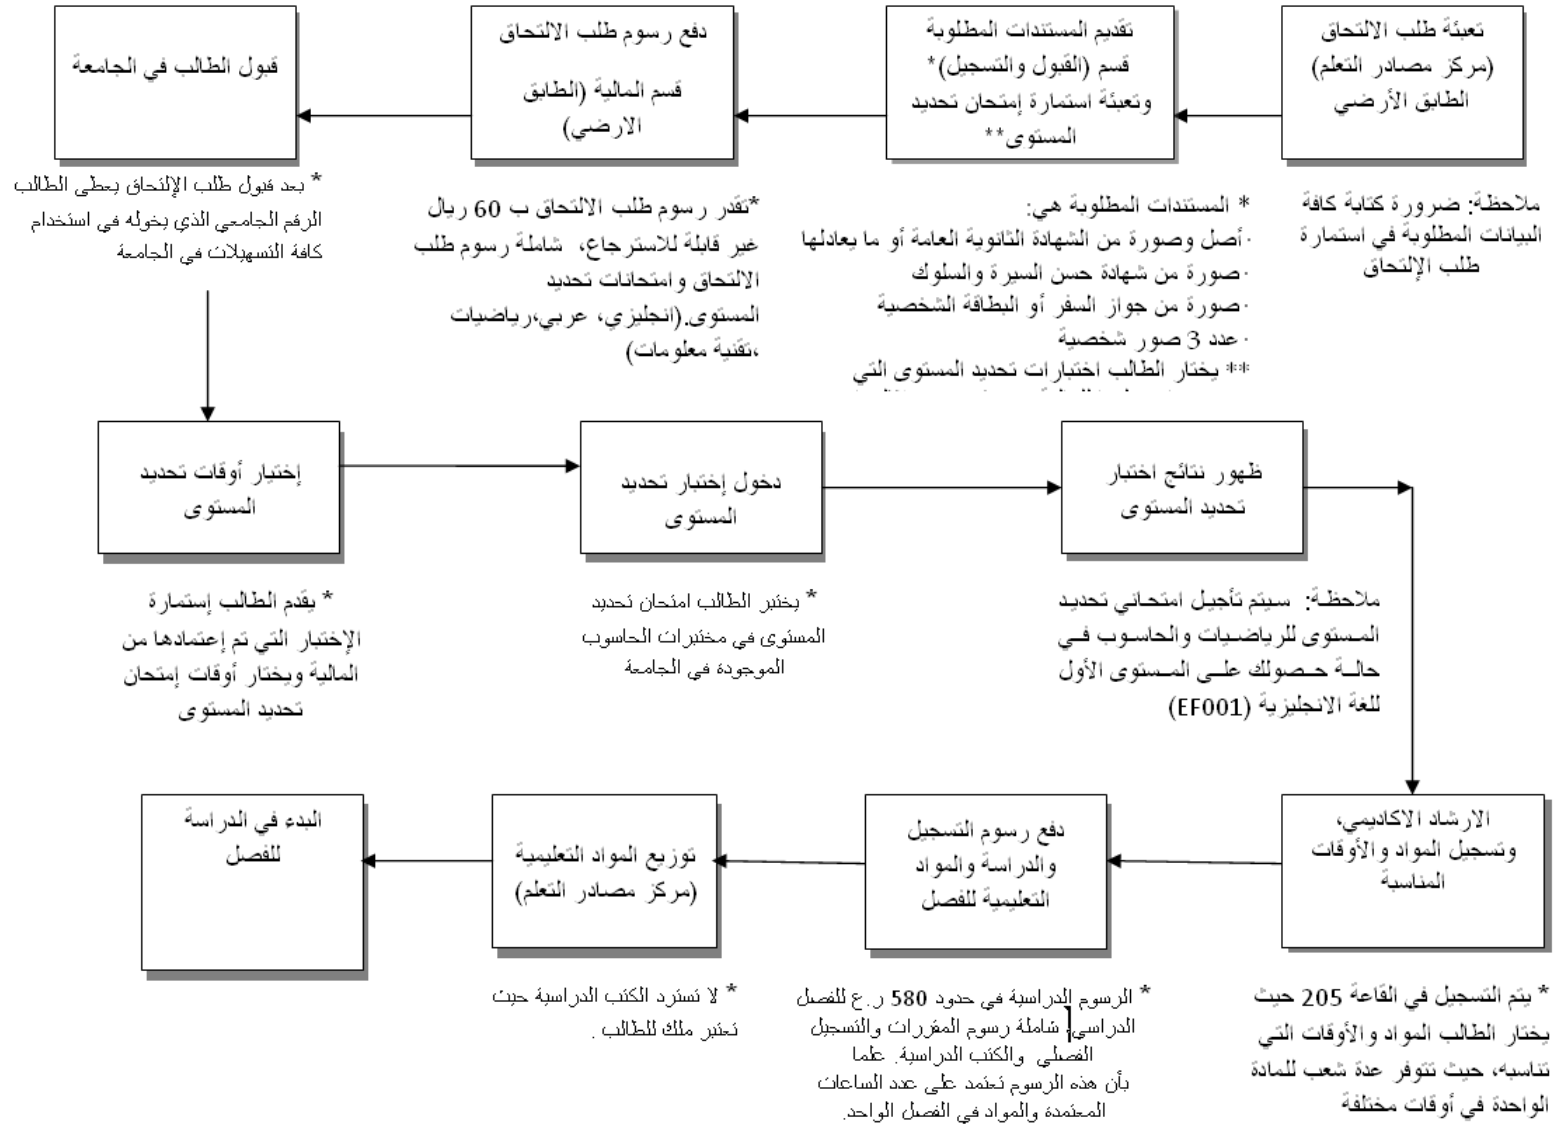 تعبئة طلب الالتحاق
(مركز مصادر التعلم)
الطابق الأرضي
تقديم المستندات المطلوبة
قسم (القبول والتسجيل)*
وتعبئة استمارة إمتحان تحديد
المستوى**
دفع رسوم طلب الالتحاق
قسم المالية (الطابق
الارضي)
قبول الطالب في الجامعة
ملاحظة: ضرورة كتابة كافة
البيانات المطلوبة في استمارة
طلب الإلتحاق
* المستندات المطلوبة هي:
· أصل وصورة من الشهادة الثانوية العامة أو ما يعادلها
· صورة من شهادة حسن السيرة والسلوك
· صورة من جواز السفر أو البطاقة الشخصية
· عدد 3 صور شخصية
** يختار الطالب اختبارات تحديد المستوى التي
*تقدر رسوم طلب الالتحاق ب 60 ريال
غير قابلة للاسترجاع، شاملة رسوم طلب
الالتحاق و امتحانات تحديد
المستوى.(انجليزي، عربي،رياضيات
،تقنية معلومات)
* بعد قبول طلب الإلتحاق يعطى الطالب
الرقم الجامعي الذي يخوله في استخدام
كافة التسهيلات في الجامعة
إختيار أوقات تحديد
المستوى
دخول إختبار تحديد
المستوى
ظهور نتائج اختبار
تحديد المستوى
* يقدم الطالب إستمارة
الإختبار التي تم إعتمادها من
المالية ويختار أوقات إمتحان
تحديد المستوى
* يختبر الطالب امتحان تحديد
المستوى في مختبرات الحاسوب
الموجودة في الجامعة
ملاحظة: سيتم تأجيل امتحاني تحديد
المستوى للرياضيات والحاسوب في
حالة حصولك على المستوى الأول
للغة الانجليزية (EF001)
الارشاد الاكاديمي،
وتسجيل المواد و الأوقات
المناسبة
دفع رسوم التسجيل
والدراسة والمواد
التعليمية للفصل
توزيع المواد التعليمية
(مركز مصادر التعلم)
البدء في الدراسة
للفصل
* يتم التسجيل في القاعة 205 حيث
يختار الطالب المواد و الأوقات التي
تناسبه، حيث تتوفر عدة شعب للمادة
الواحدة في أوقات مختلفة
* الرسوم الدراسية في حدود 580 ر.ع للفصل
الدراسي، شاملة رسوم المقررات والتسجيل
الفصلي والكتب الدراسية. علما
بأن هذه الرسوم تعتمد على عدد الساعات
المعتمدة والمواد في الفصل الواحد.
* لا تسترد الكتب الدراسية حيث
تعتبر ملك للطالب .